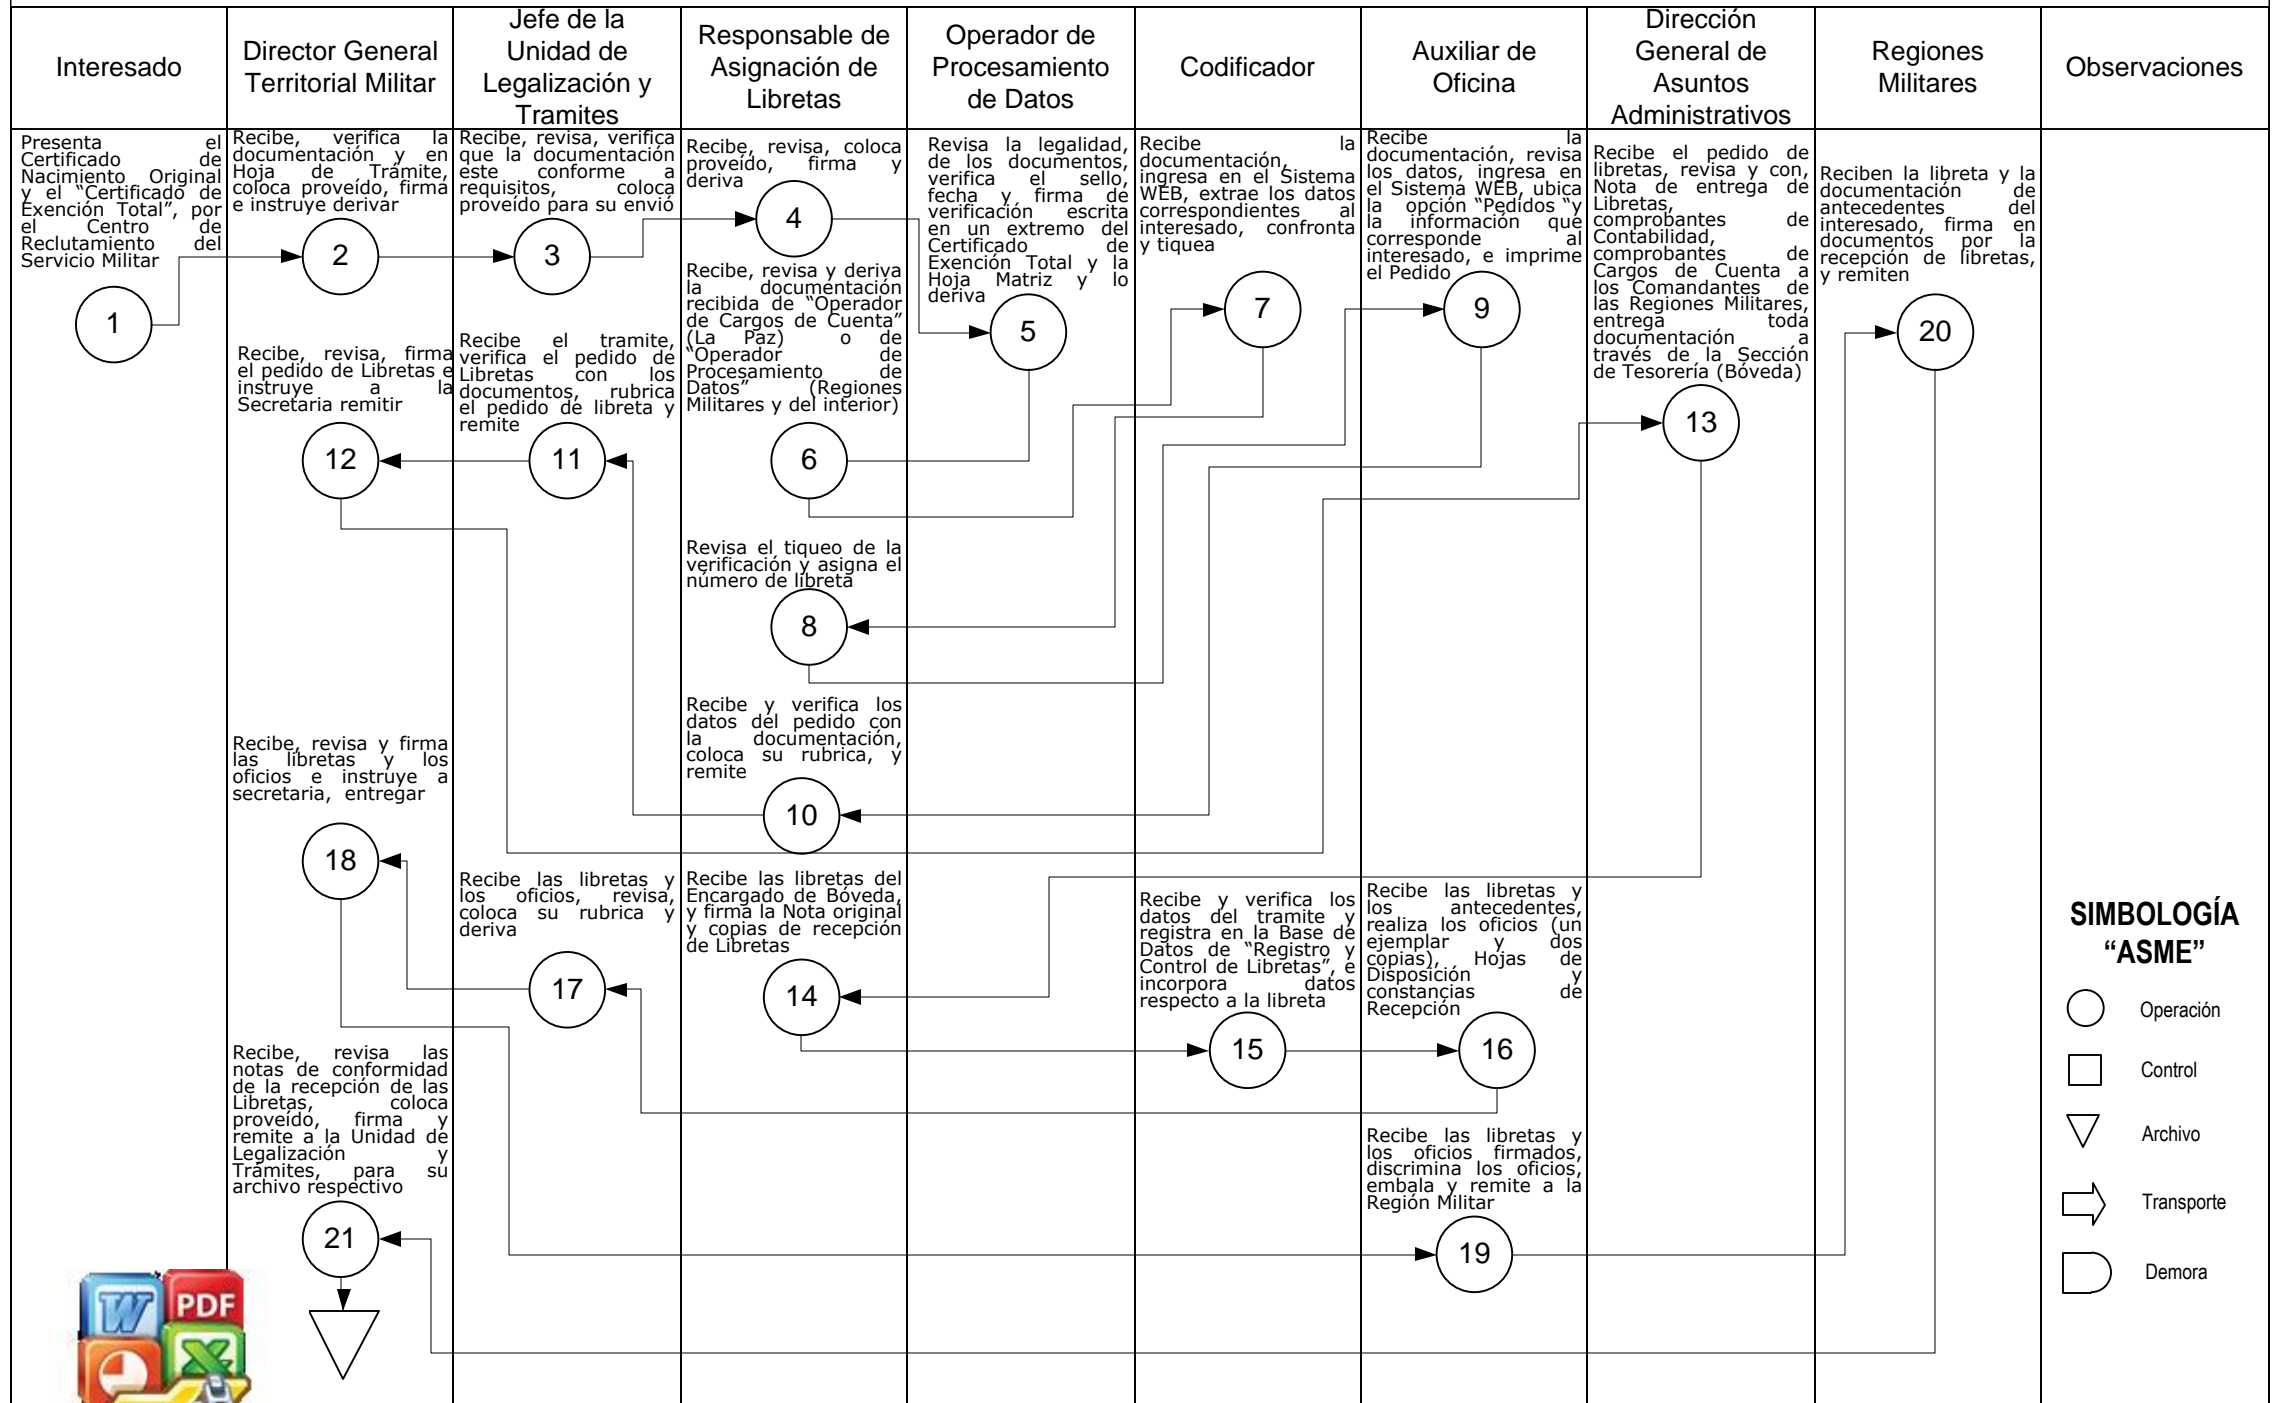 Interesado
Director General
Territorial Militar
Jefe de la
Unidad de
Legalización y
Tramites
Responsable de
Asignación de
Libretas
Operador de
Procesamiento
de Datos
Codificador
Auxiliar de
Oficina
Dirección
General de
Asuntos
Administrativos
Regiones
Militares
Observaciones
Presenta el
Certificado de
Nacimiento Original
y el “Certificado de
Exención Total”, por
el Centro de
Reclutamiento del
Servicio Militar
1
Recibe, verifica la
documentación y en
Hoja de Trámite,
coloca proveído, firma
e instruye derivar
2
Recibe, revisa, verifica
que la documentación
este conforme a
requisitos, coloca
proveído para su envió
3
Recibe, revisa, coloca
proveído, firma y
deriva
4
Revisa la legalidad,
de los documentos,
verifica el sello,
fecha y firma de
verificación escrita
en un extremo del
Certificado de
Exención Total y la
Hoja Matriz y lo
deriva
5
Recibe, revisa y deriva
la documentación
recibida de “Operador
de Cargos de Cuenta”
(La Paz) o de
“Operador de
Procesamiento de
Datos” (Regiones
Militares y del interior)
6
Recibe la
documentación,
ingresa en el Sistema
WEB, extrae los datos
correspondientes al
interesado, confronta
y tiquea
7
Revisa el tiqueo de la
verificación y asigna el
número de libreta
8
Recibe la
documentación, revisa
los datos, ingresa en
el Sistema WEB, ubica
la opción “Pedidos “y
la información que
corresponde al
interesado, e imprime
el Pedido
9
Recibe y verifica los
datos del pedido con
la documentación,
coloca su rubrica, y
remite
10
Recibe el tramite,
verifica el pedido de
Libretas con los
documentos, rubrica
el pedido de libreta y
remite
11
Recibe, revisa, firma
el pedido de Libretas e
instruye a la
Secretaria remitir
12
Recibe el pedido de
libretas, revisa y con,
Nota de entrega de
Libretas,
comprobantes de
Contabilidad,
comprobantes de
Cargos de Cuenta a
los Comandantes de
las Regiones Militares,
entrega toda
documentación a
través de la Sección
de Tesorería (Bóveda)
13
Recibe las libretas del
Encargado de Bóveda,
y firma la Nota original
y copias de recepción
de Libretas
14
Recibe y verifica los
datos del tramite y
registra en la Base de
Datos de “Registro y
Control de Libretas”, e
incorpora datos
respecto a la libreta
15
Recibe las libretas y
los antecedentes,
realiza los oficios (un
ejemplar y dos
copias), Hojas de
Disposición y
constancias de
Recepción
16
Recibe las libretas y
los oficios, revisa,
coloca su rubrica y
deriva
17
Recibe, revisa y firma
las libretas y los
oficios e instruye a
secretaria, entregar
18
Recibe las libretas y
los oficios firmados,
discrimina los oficios,
embala y remite a la
Región Militar
19
Reciben la libreta y la
documentación de
antecedentes del
interesado, firma en
documentos por la
recepción de libretas,
y remiten
20
Recibe, revisa las
notas de conformidad
de la recepción de las
Libretas, coloca
proveído, firma y
remite a la Unidad de
Legalización y
Trámites, para su
archivo respectivo
21
SIMBOLOGÍA
“ASME”
Operación
Control
Archivo
Transporte
Demora
W
PDF
X